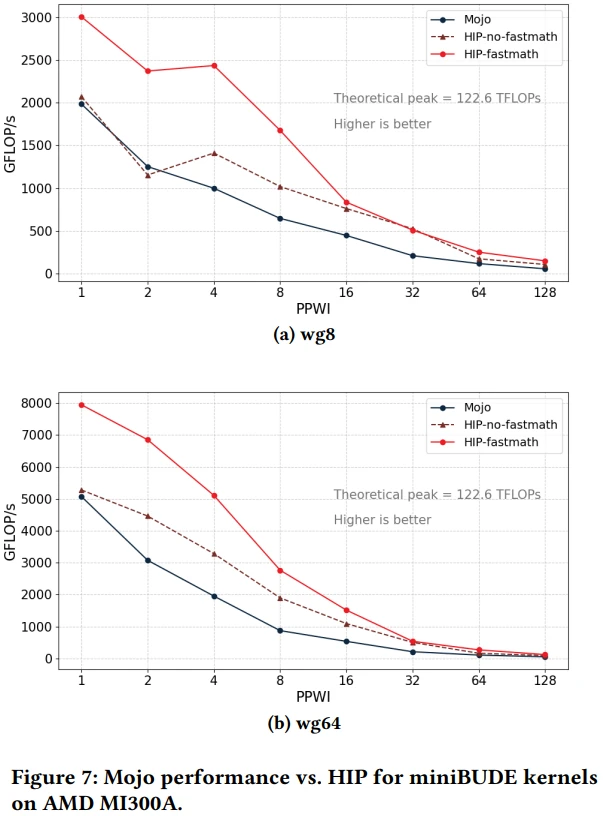 3000
2500
2000
1500
1000
500
0
GFLOP/s
Mojo
HIP-no-fastmath
HIP-fastmath
Theoretical peak = 122.6 TFLOPs
Higher is better
1 2 4 8 16 32 64 128
PPWI
(a) wg8
8000
7000
6000
5000
4000
3000
2000
1000
0
GFLOP/s
Mojo
HIP-no-fastmath
HIP-fastmath
Theoretical peak = 122.6 TFLOPs
Higher is better
1 2 4 8 16 32 64 128
PPWI
(b) wg64
Figure 7: Mojo performance vs. HIP for miniBUDE kernels
on AMD MI300A.